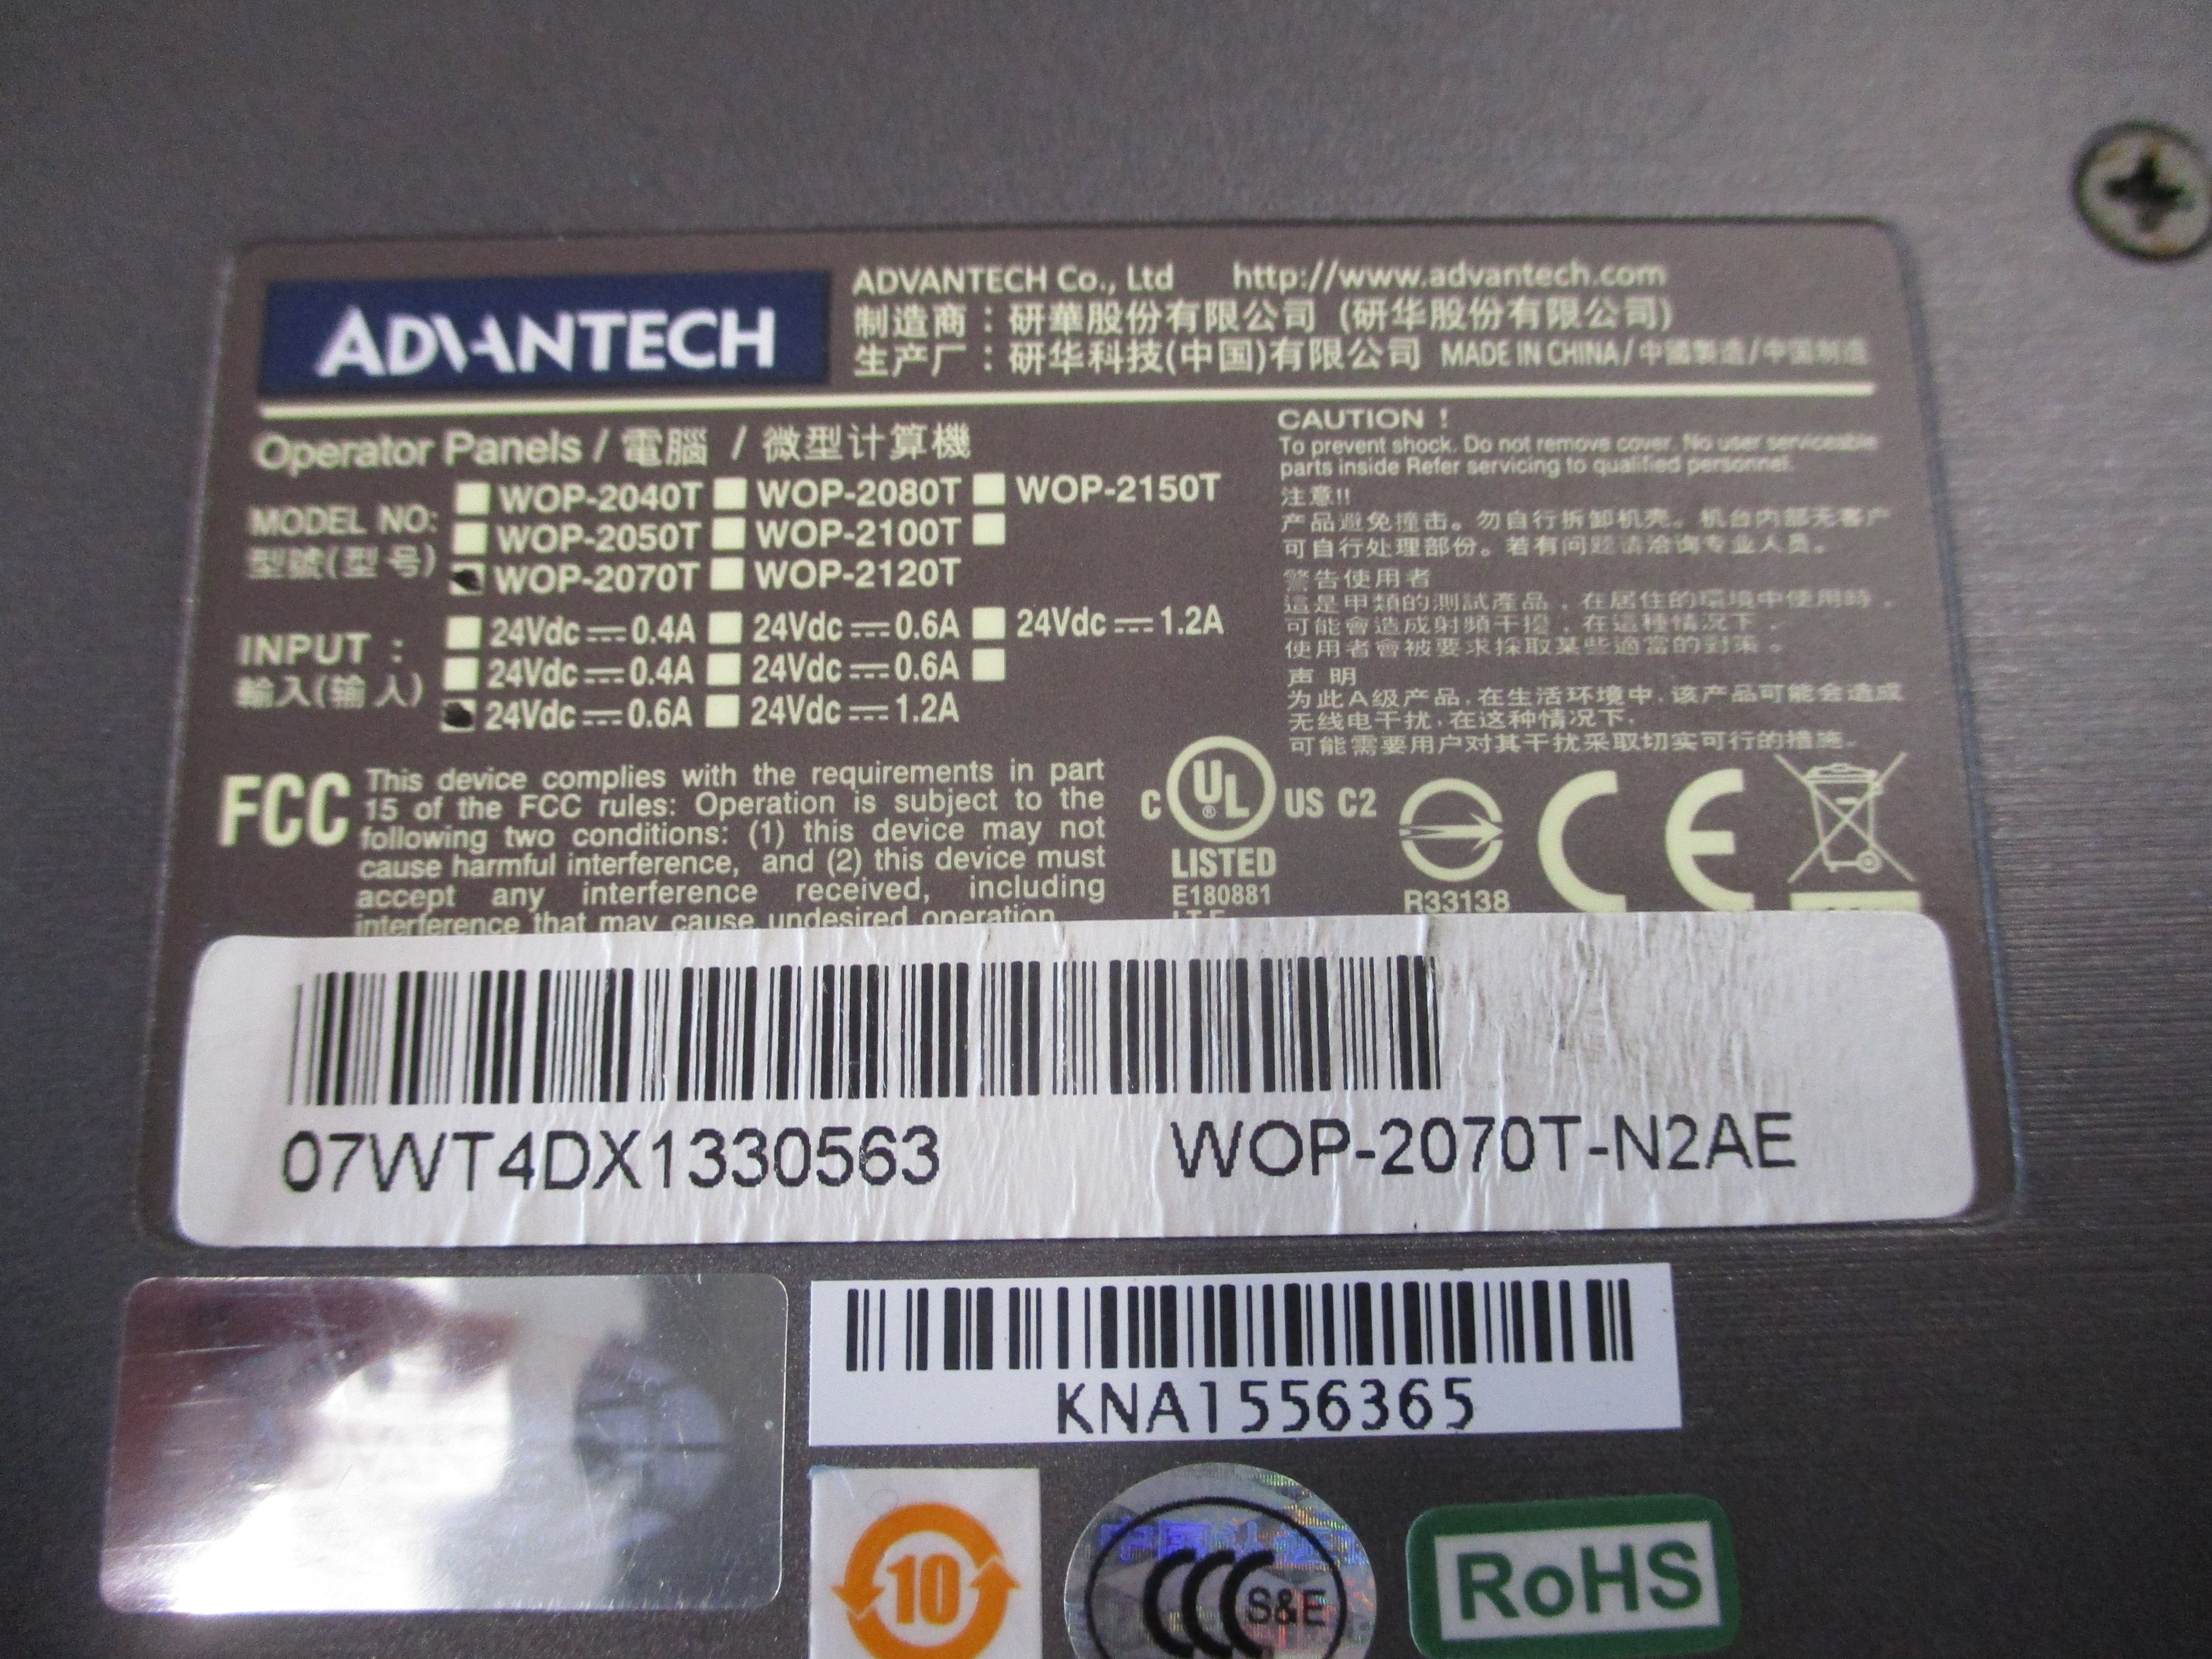 ADVANTECH
ADVANTECH Co., Ltd http://www.advantech.com
制造商：研華股份有限公司 (研华股份有限公司)
生产厂：研华科技(中国)有限公司 MADE IN CHINA/中國製造/中国制造
Operator Panels / 電腦 / 微型计算機
MODEL NO:
型號(型号)
WOP-2040T WOP-2080T WOP-2150T
WOP-2050T WOP-2100T
WOP-2070T WOP-2120T
INPUT :
輸入(输入)
24Vdc 0.4A 24Vdc 0.6A 24Vdc 1.2A
24Vdc 0.4A 24Vdc 0.6A
24Vdc 0.6A 24Vdc 1.2A
CAUTION !
To prevent shock. Do not remove cover. No user serviceable
parts inside Refer servicing to qualified personnel.
注意!!
产品避免撞击。勿自行拆卸机壳。机台内部无客户
可自行处理部份。若有问题请洽询专业人员。
警告使用者
這是甲類的測試產品，在居住的環境中使用時，
可能會造成射頻干擾，在這種情況下，
使用者會被要求採取某些適當的對策。
声 明
为此A级产品,在生活环境中,该产品可能会造成
无线电干扰,在这种情况下,
可能需要用户对其干扰采取切实可行的措施。
FCC
This device complies with the requirements in part
15 of the FCC rules: Operation is subject to the
following two conditions: (1) this device may not
cause harmful interference, and (2) this device must
accept any interference received, including
interference that may cause undesired operation
C UL ® US C2
LISTED
E180881
I.T.E.
R33138
CE
07WT4DX1330563 WOP-2070T-N2AE
KNA1556365
10
CCC S&E
RoHS